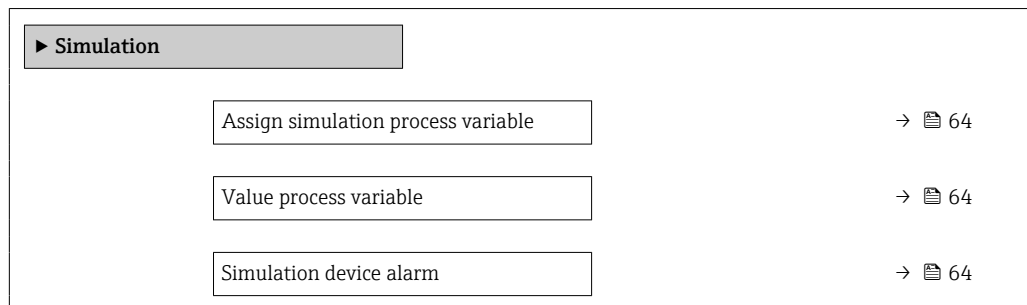 ▶ Simulation
Assign simulation process variable → 64
Value process variable → 64
Simulation device alarm → 64